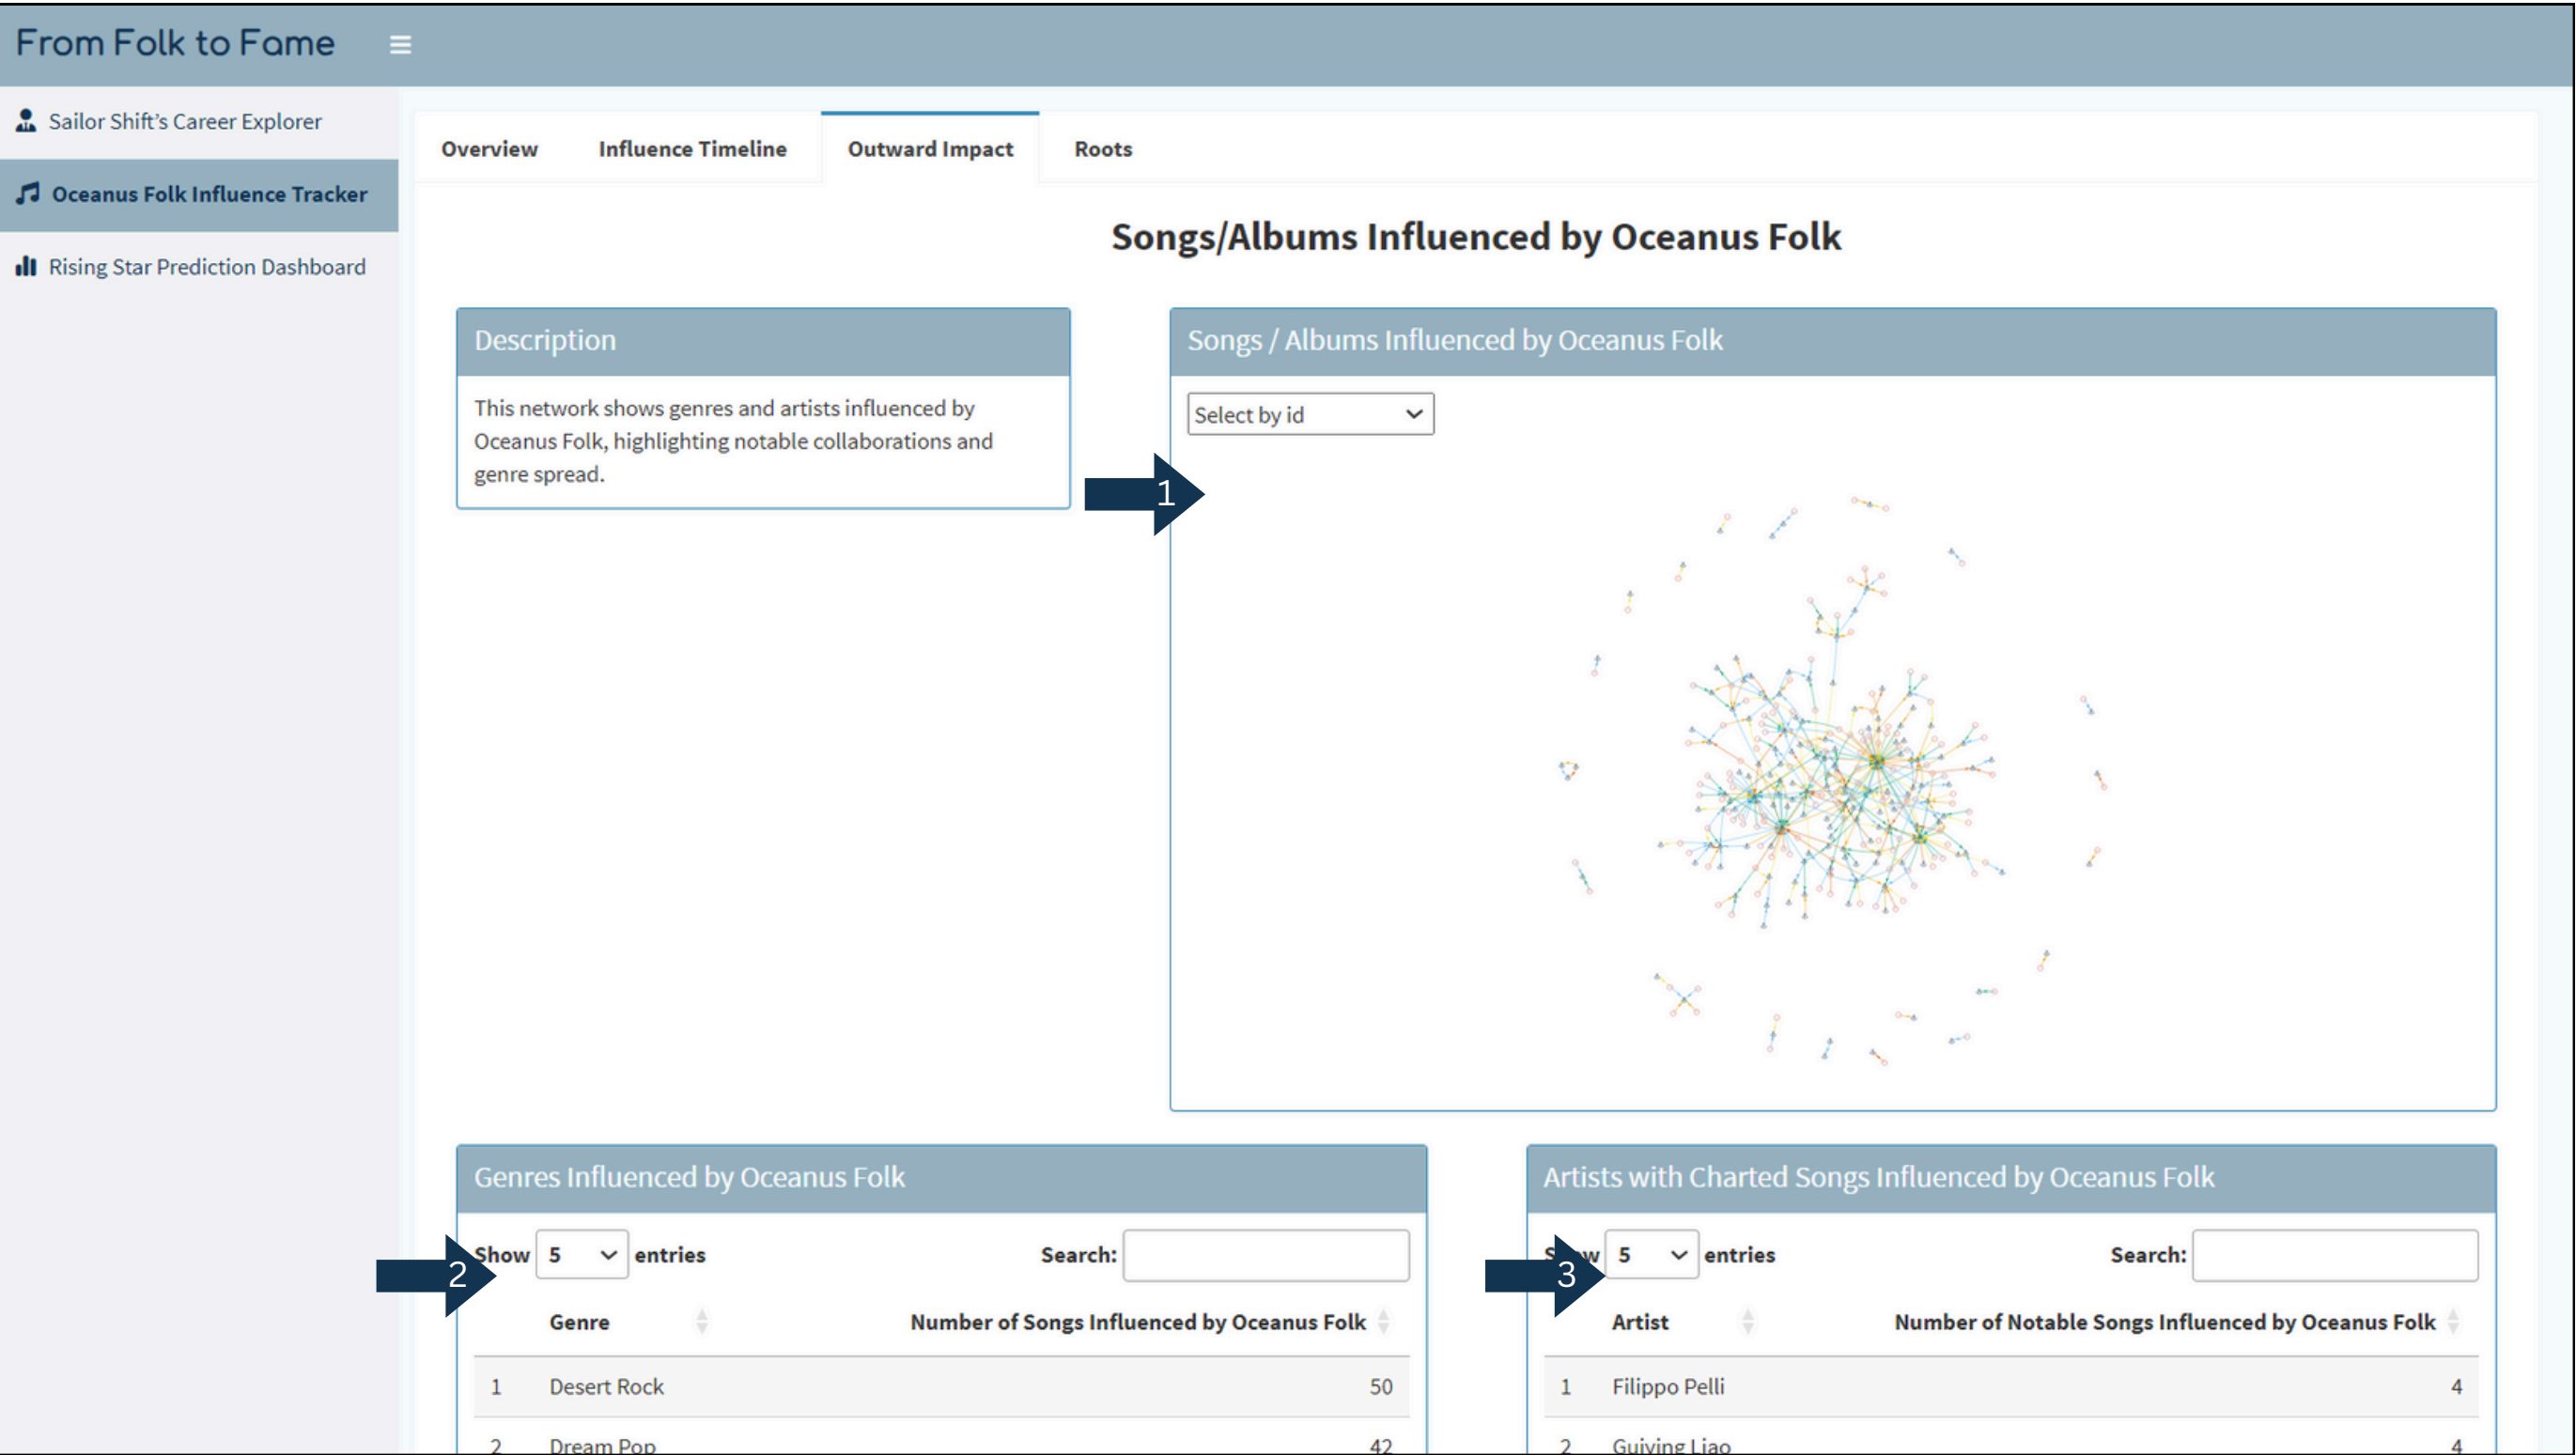 From Folk to Fame
Sailor Shift's Career Explorer
Oceanus Folk Influence Tracker
Rising Star Prediction Dashboard
Overview Influence Timeline Outward Impact Roots
Songs/Albums Influenced by Oceanus Folk
Description
This network shows genres and artists influenced by
Oceanus Folk, highlighting notable collaborations and
genre spread.
1
Songs / Albums Influenced by Oceanus Folk
Select by id
Genres Influenced by Oceanus Folk
2
Show 5 entries Search:
Genre Number of Songs Influenced by Oceanus Folk
1 Desert Rock 50
2 Dream Pop 42
Artists with Charted Songs Influenced by Oceanus Folk
3
Show 5 entries Search:
Artist Number of Notable Songs Influenced by Oceanus Folk
1 Filippo Pelli 4
2 Guiying Liao 4